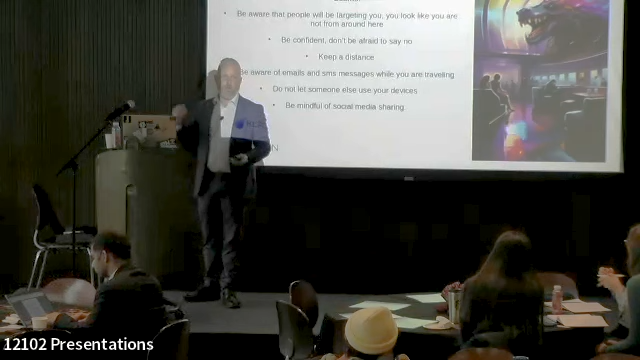 Be aware that people will be targeting you, you look like you are
not from around here
Be confident, don't be afraid to say no
Keep a distance
Be aware of emails and sms messages while you are traveling
Do not let someone else use your devices
Be mindful of social media sharing
12102 Presentations